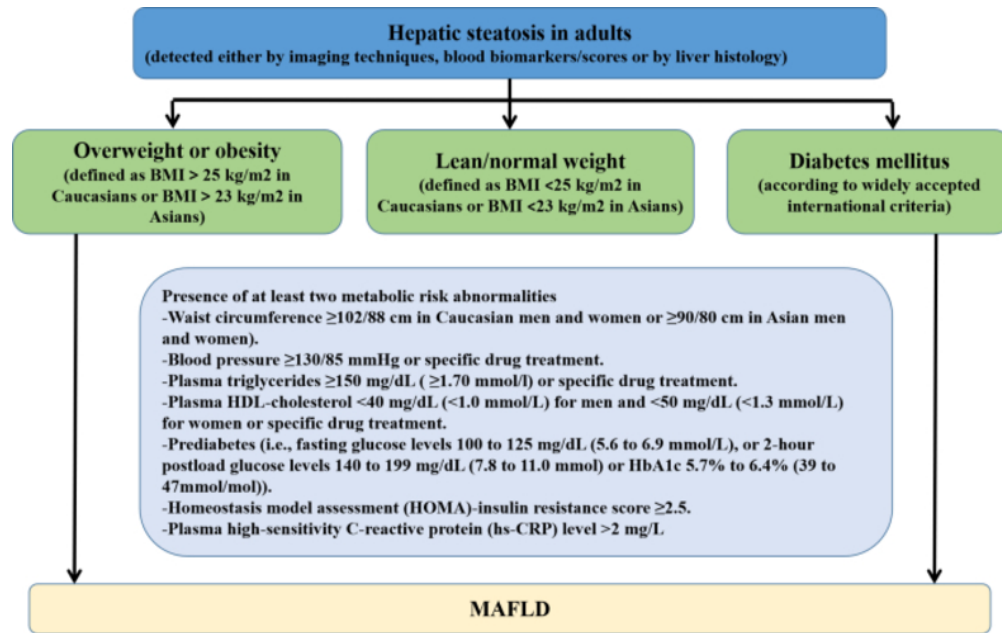 Hepatic steatosis in adults
(detected either by imaging techniques, blood biomarkers/scores or by liver histology)
Overweight or obesity
(defined as BMI > 25 kg/m2 in
Caucasians or BMI > 23 kg/m2 in
Asians)
Lean/normal weight
(defined as BMI <25 kg/m2 in
Caucasians or BMI <23 kg/m2 in Asians)
Diabetes mellitus
(according to widely accepted
international criteria)
Presence of at least two metabolic risk abnormalities
-Waist circumference ≥102/88 cm in Caucasian men and women or ≥90/80 cm in Asian men
and women).
-Blood pressure ≥130/85 mmHg or specific drug treatment.
-Plasma triglycerides ≥150 mg/dL ( ≥1.70 mmol/l) or specific drug treatment.
-Plasma HDL-cholesterol <40 mg/dL (<1.0 mmol/L) for men and <50 mg/dL (<1.3 mmol/L)
for women or specific drug treatment.
-Prediabetes (i.e., fasting glucose levels 100 to 125 mg/dL (5.6 to 6.9 mmol/L), or 2-hour
postload glucose levels 140 to 199 mg/dL (7.8 to 11.0 mmol) or HbA1c 5.7% to 6.4% (39 to
47mmol/mol)).
-Homeostasis model assessment (HOMA)-insulin resistance score ≥2.5.
-Plasma high-sensitivity C-reactive protein (hs-CRP) level >2 mg/L
MAFLD